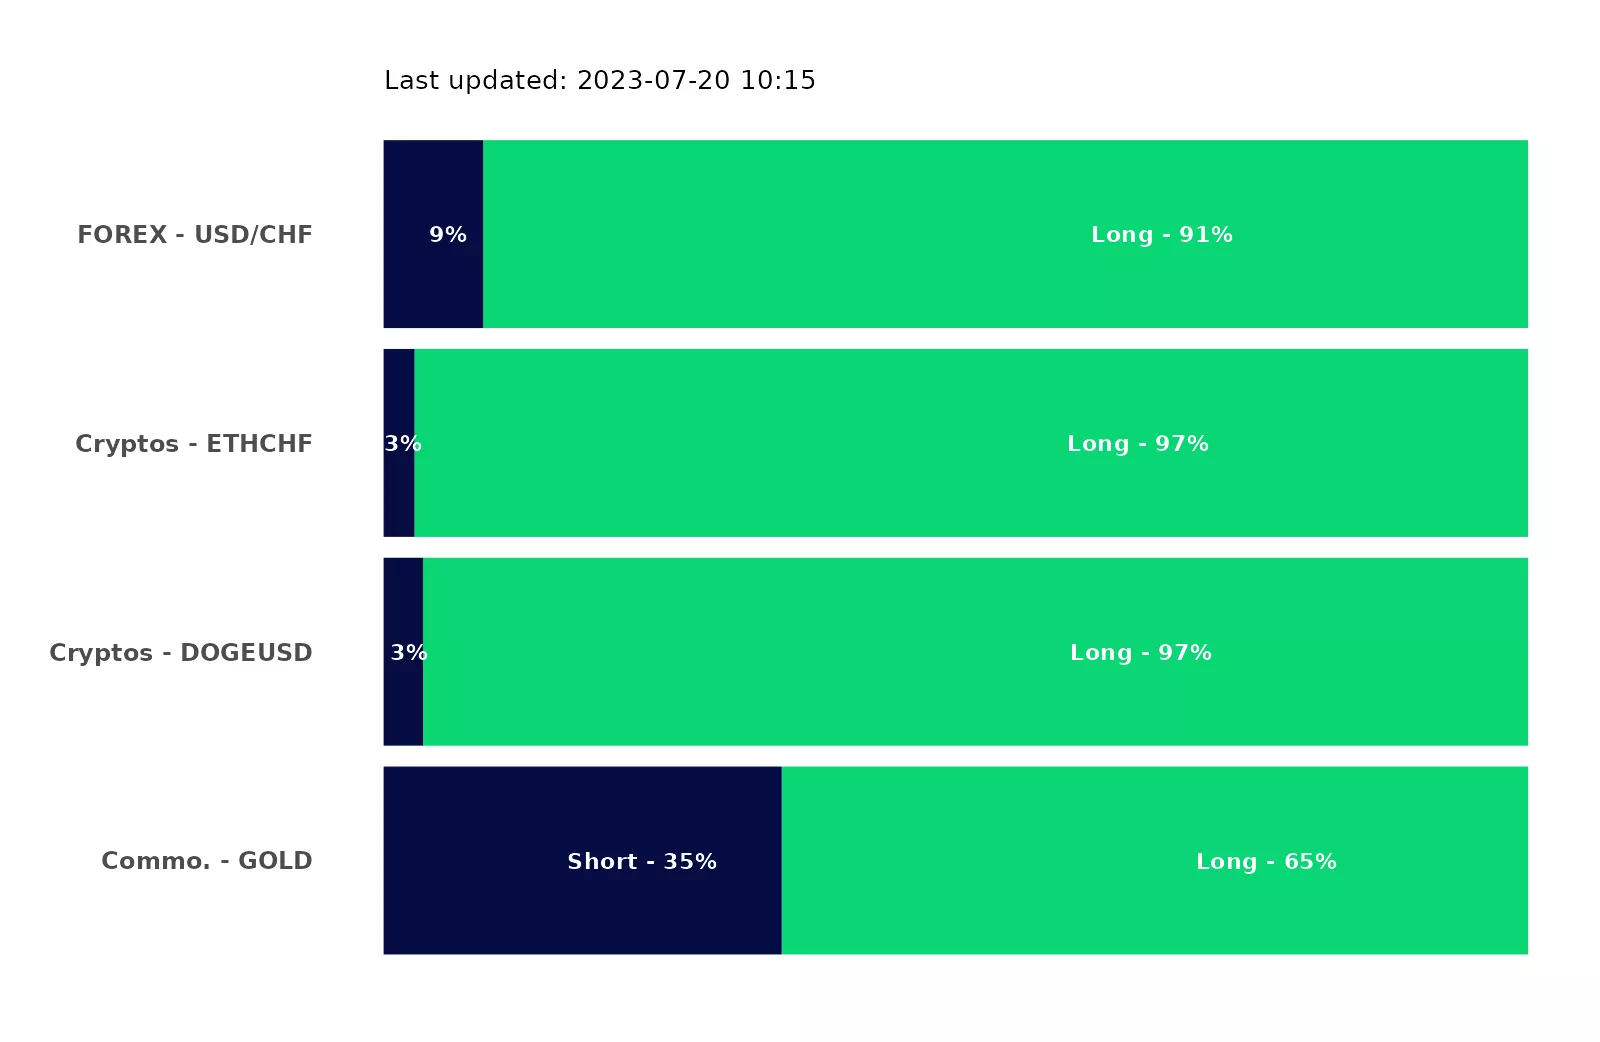 Last updated: 2023-07-20 10:15
FOREX - USD/CHF 9% Long - 91%
Cryptos - ETHCHF 3% Long - 97%
Cryptos - DOGEUSD 3% Long - 97%
Commo. - GOLD Short - 35% Long - 65%